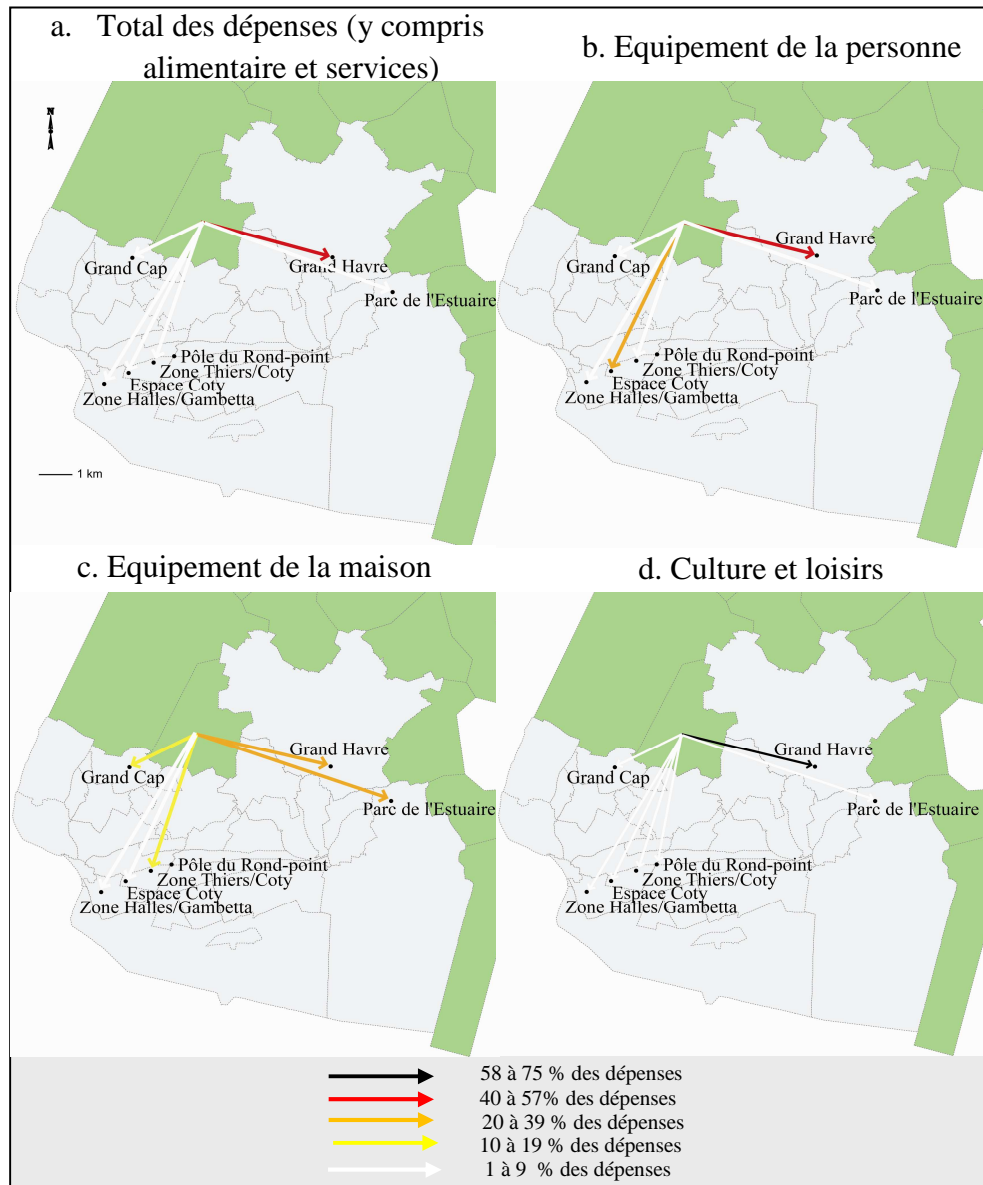 a. Total des dépenses (y compris
alimentaire et services)
N
Grand Cap
Grand Havre
Parc de l'Estuaire
Pôle du Rond-point
Zone Thiers/Coty
Espace Coty
Zone Halles/Gambetta
1 km
b. Equipement de la personne
Grand Havre
Grand Cap
Parc de l'Estuaire
Pôle du Rond-point
Zone Thiers/Coty
Espace Coty
Zone Halles/Gambetta
c. Equipement de la maison
Grand Havre
Grand Cap
Parc de l'Estuaire
Pôle du Rond-point
Zone Thiers/Coty
Espace Coty
Zone Halles/Gambetta
d. Culture et loisirs
Grand Havre
Grand Cap
Parc de l'Estuaire
Pôle du Rond-point
Zone Thiers/Coty
Espace Coty
Zone Halles/Gambetta
58 à 75 % des dépenses
40 à 57% des dépenses
20 à 39 % des dépenses
10 à 19 % des dépenses
1 à 9 % des dépenses